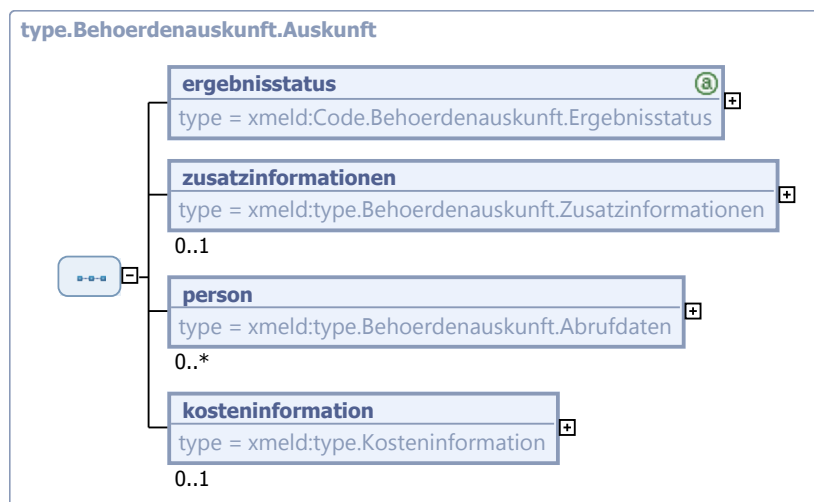 type.Behoerdenauskunft.Auskunft
ergebnisstatus
type = xmeld:Code.Behoerdenauskunft.Ergebnisstatus
zusatzinformationen
type = xmeld:type.Behoerdenauskunft.Zusatzinformationen
0..1
person
type = xmeld:type.Behoerdenauskunft.Abrufdaten
0..*
kosteninformation
type = xmeld:type.Kosteninformation
0..1